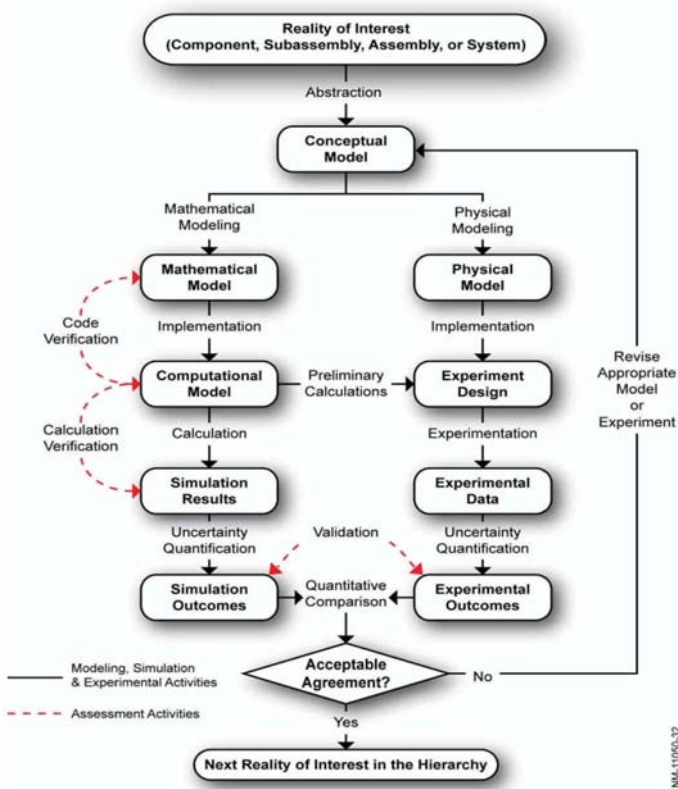 Reality of Interest
(Component, Subassembly, Assembly, or System)
Abstraction
Conceptual
Model
Mathematical
Modeling
Physical
Modeling
Mathematical
Model
Physical
Model
Code
Verification
Implementation
Implementation
Revise
Appropriate
Model
or
Experiment
Computational
Model
Preliminary
Calculations
Experiment
Design
Calculation
Verification
Calculation
Experimentation
Simulation
Results
Experimental
Data
Uncertainty
Quantification
Validation
Uncertainty
Quantification
Simulation
Outcomes
Quantitative
Comparison
Experimental
Outcomes
Modeling, Simulation
& Experimental Activities
Acceptable
Agreement?
No
Assessment Activities
Yes
Next Reality of Interest in the Hierarchy
NM-11050-32